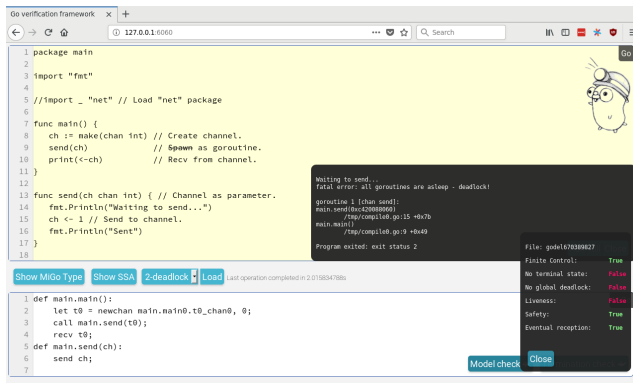 Go verification framework × +
127.0.0.1:6060
Search
1 package main
2
3 import "fmt"
4
5 //import _ "net" // Load "net" package
6
7 func main() {
8 ch := make(chan int) // Create channel.
9 send(ch) // Spawn as goroutine.
10 print(<-ch) // Recv from channel.
11 }
12
13 func send(ch chan int) { // Channel as parameter.
14 fmt.Println("Waiting to send...")
15 ch <- 1 // Send to channel.
16 fmt.Println("Sent")
17 }
18
Go
Waiting to send...
fatal error: all goroutines are asleep - deadlock!
goroutine 1 [chan send]:
main.send(0xc420088060)
/tmp/compile0.go:15 +0x7b
main.main()
/tmp/compile0.go:9 +0x49
Program exited: exit status 2
Show MiGo Type Show SSA 2-deadlock Load Last operation completed in 2.015834788s
1 def main.main():
2 let t0 = newchan main.main0.t0_chan0, 0;
3 call main.send(t0);
4 recv t0;
5 def main.send(ch):
6 send ch;
7
Model check
File: godel670389827
Finite Control: True
No terminal state: False
No global deadlock: False
Liveness: False
Safety: True
Eventual reception: True
Close